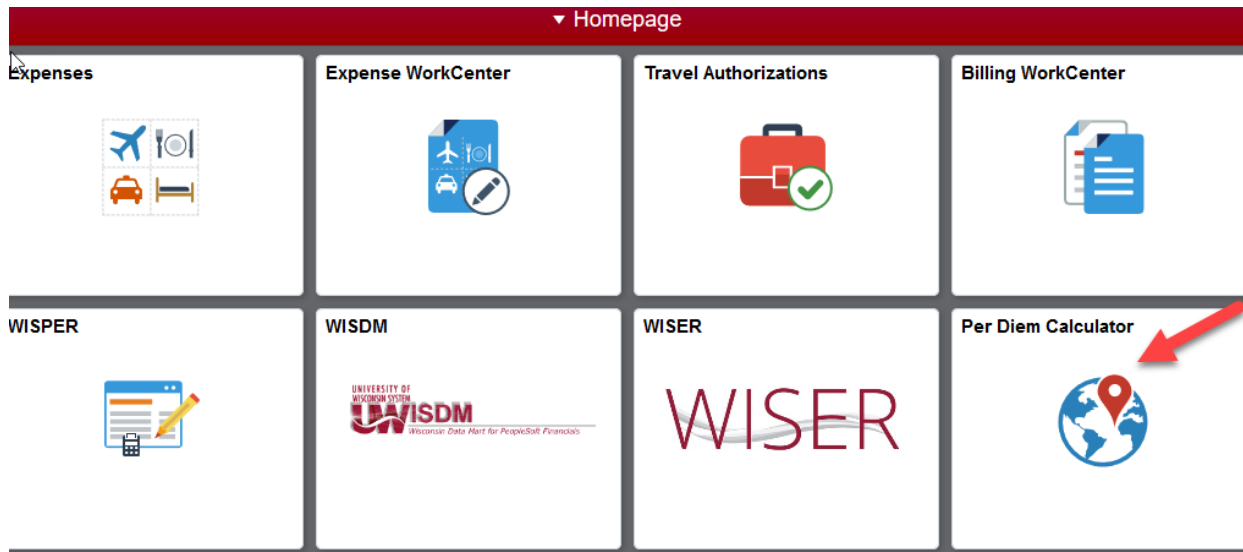 ▾ Homepage
Expenses
Expense WorkCenter
Travel Authorizations
Billing WorkCenter
WISPER
WISDM
WISER
Per Diem Calculator
UNIVERSITY OF
WISCONSIN SYSTEM
UWISDM
Wisconsin Data Mart for PeopleSoft Financials
WISER